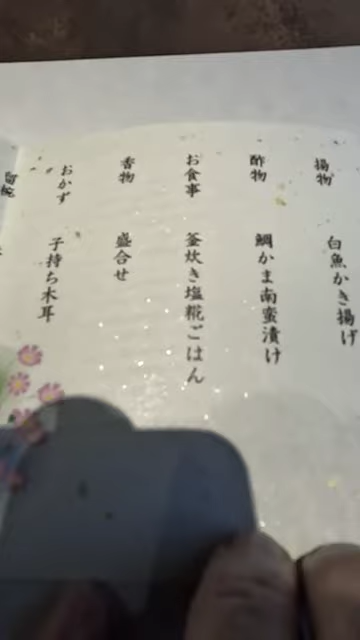 揚物　白魚かき揚げ
酢物　鯛かま南蛮漬け
お食事　釜炊き塩糀ごはん
香物　盛合せ
おかず　子持ち木耳
留椀